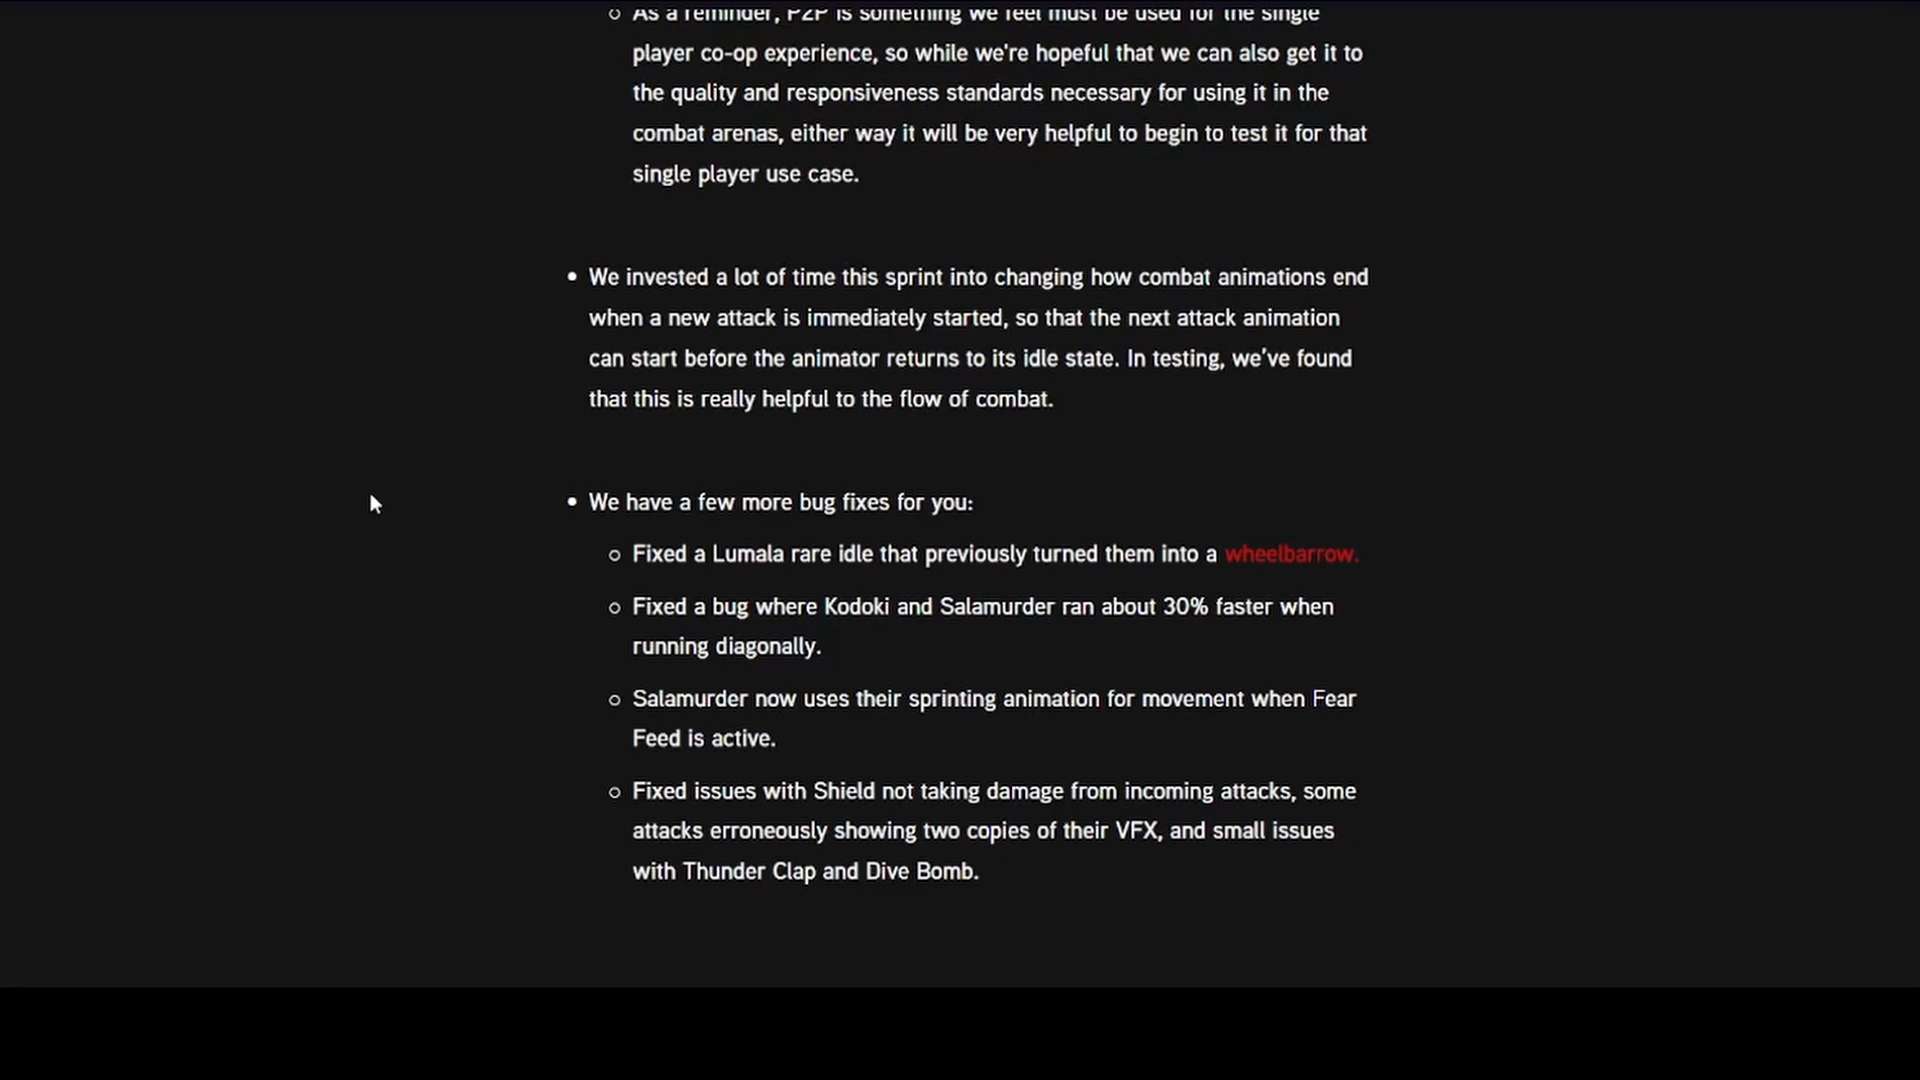 As a reminder, P2P is something we feel must be used for the single
player co-op experience, so while we're hopeful that we can also get it to
the quality and responsiveness standards necessary for using it in the
combat arenas, either way it will be very helpful to begin to test it for that
single player use case.
We invested a lot of time this sprint into changing how combat animations end
when a new attack is immediately started, so that the next attack animation
can start before the animator returns to its idle state. In testing, we’ve found
that this is really helpful to the flow of combat.
We have a few more bug fixes for you:
Fixed a Lumala rare idle that previously turned them into a wheelbarrow.
Fixed a bug where Kodoki and Salamurder ran about 30% faster when
running diagonally.
Salamurder now uses their sprinting animation for movement when Fear
Feed is active.
Fixed issues with Shield not taking damage from incoming attacks, some
attacks erroneously showing two copies of their VFX, and small issues
with Thunder Clap and Dive Bomb.